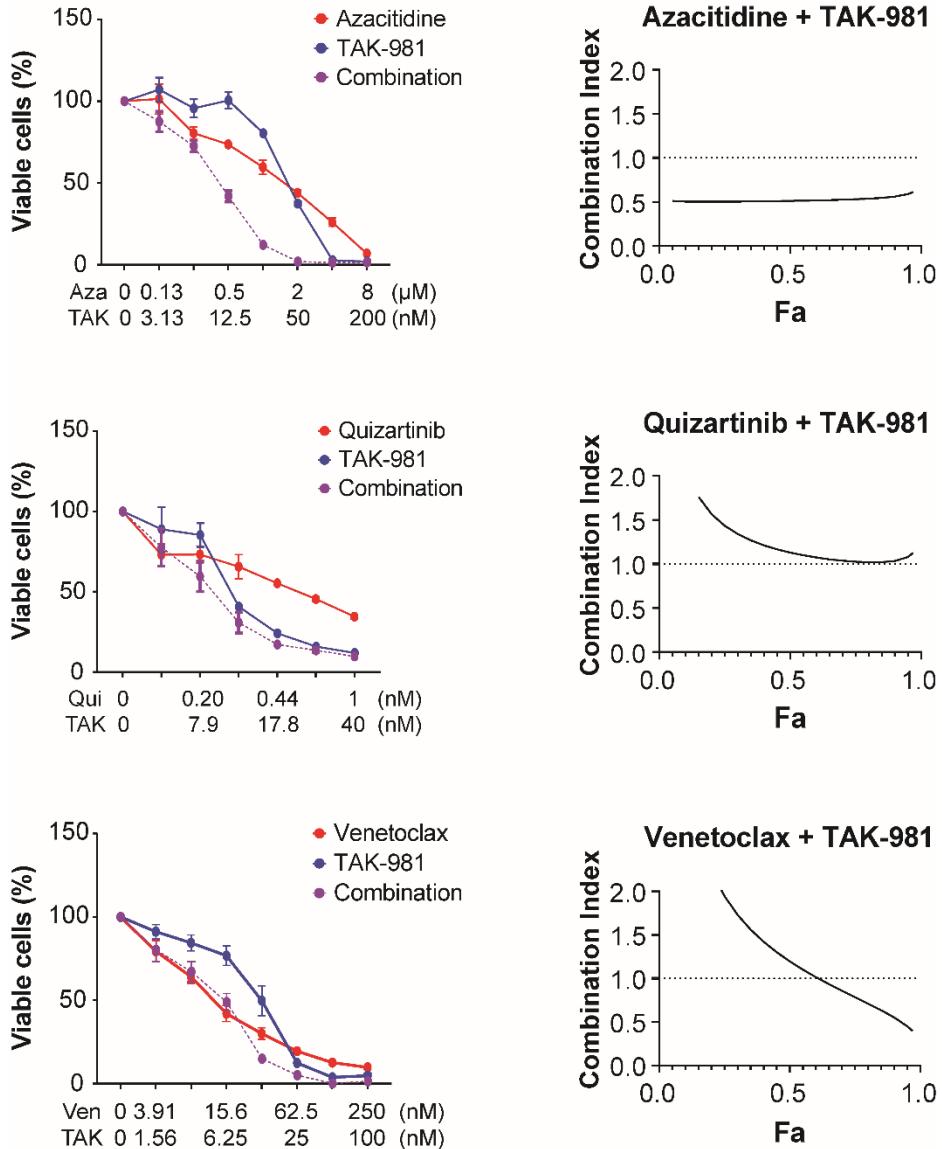 Azacitidine
TAK-981
Combination
Viable cells (%)
150
100
50
0
Aza 0 0.13 0.5 2 8 (µM)
TAK 0 3.13 12.5 50 200 (nM)
Azacitidine + TAK-981
Combination Index
2.0
1.5
1.0
0.5
0.0
0.0 0.5 1.0
Fa
Quizartinib
TAK-981
Combination
Viable cells (%)
150
100
50
0
Qui 0 0.20 0.44 1 (nM)
TAK 0 7.9 17.8 40 (nM)
Quizartinib + TAK-981
Combination Index
2.0
1.5
1.0
0.5
0.0
0.0 0.5 1.0
Fa
Venetoclax
TAK-981
Combination
Viable cells (%)
150
100
50
0
Ven 0 3.91 15.6 62.5 250 (nM)
TAK 0 1.56 6.25 25 100 (nM)
Venetoclax + TAK-981
Combination Index
2.0
1.5
1.0
0.5
0.0
0.0 0.5 1.0
Fa